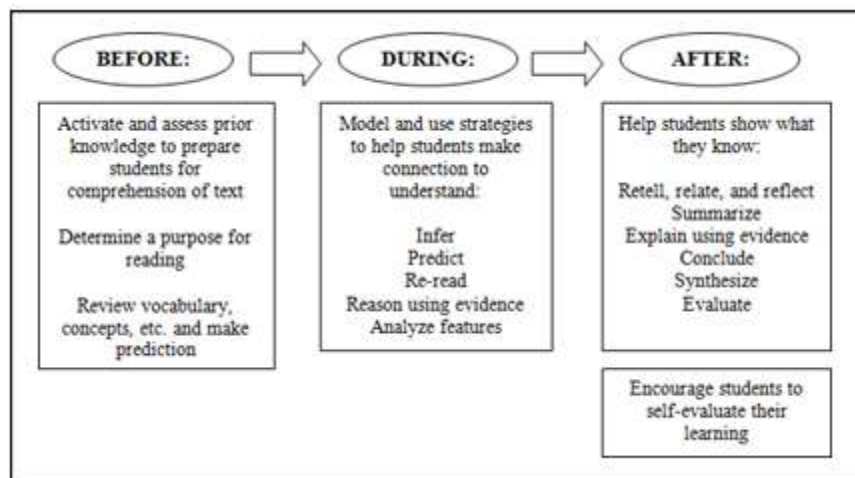 BEFORE:
DURING:
AFTER:
Activate and assess prior
knowledge to prepare
students for
comprehension of text
Determine a purpose for
reading
Review vocabulary,
concepts, etc. and make
prediction
Model and use strategies
to help students make
connection to
understand:
Infer
Predict
Re-read
Reason using evidence
Analyze features
Help students show what
they know:
Retell, relate, and reflect
Summarize
Explain using evidence
Conclude
Synthesize
Evaluate
Encourage students to
self-evaluate their
learning